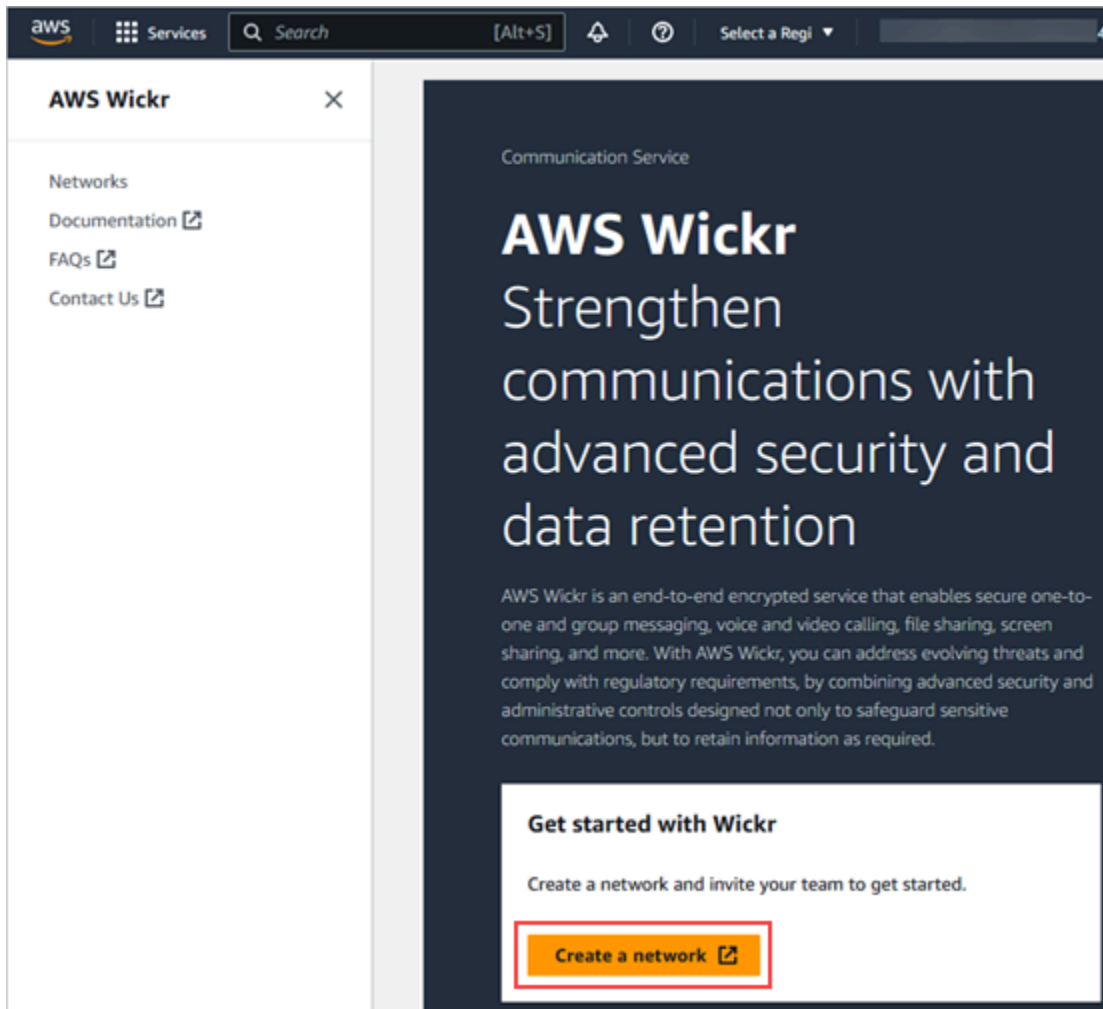 aws Services Search [Alt+S] Select a Regi
AWS Wickr
Networks
Documentation
FAQs
Contact Us
Communication Service
AWS Wickr
Strengthen
communications with
advanced security and
data retention
AWS Wickr is an end-to-end encrypted service that enables secure one-to-
one and group messaging, voice and video calling, file sharing, screen
sharing, and more. With AWS Wickr, you can address evolving threats and
comply with regulatory requirements, by combining advanced security and
administrative controls designed not only to safeguard sensitive
communications, but to retain information as required.
Get started with Wickr
Create a network and invite your team to get started.
Create a network